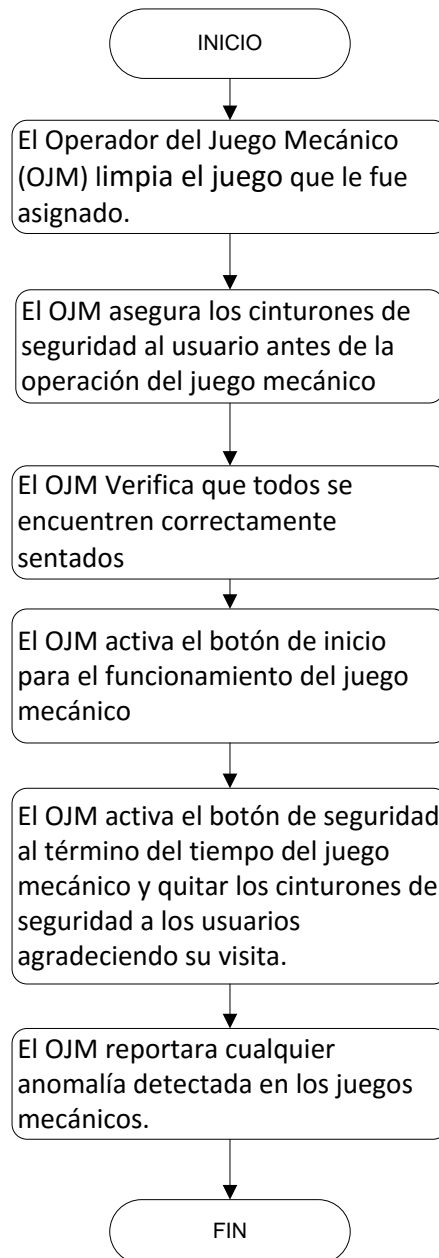 INICIO
El Operador del Juego Mecánico
(OJM) limpia el juego que le fue
asignado.
El OJM asegura los cinturones de
seguridad al usuario antes de la
operación del juego mecánico
El OJM Verifica que todos se
encuentren correctamente
sentados
El OJM activa el botón de inicio
para el funcionamiento del juego
mecánico
El OJM activa el botón de seguridad
al término del tiempo del juego
mecánico y quitar los cinturones de
seguridad a los usuarios
agradeciendo su visita.
El OJM reportara cualquier
anomalía detectada en los juegos
mecánicos.
FIN